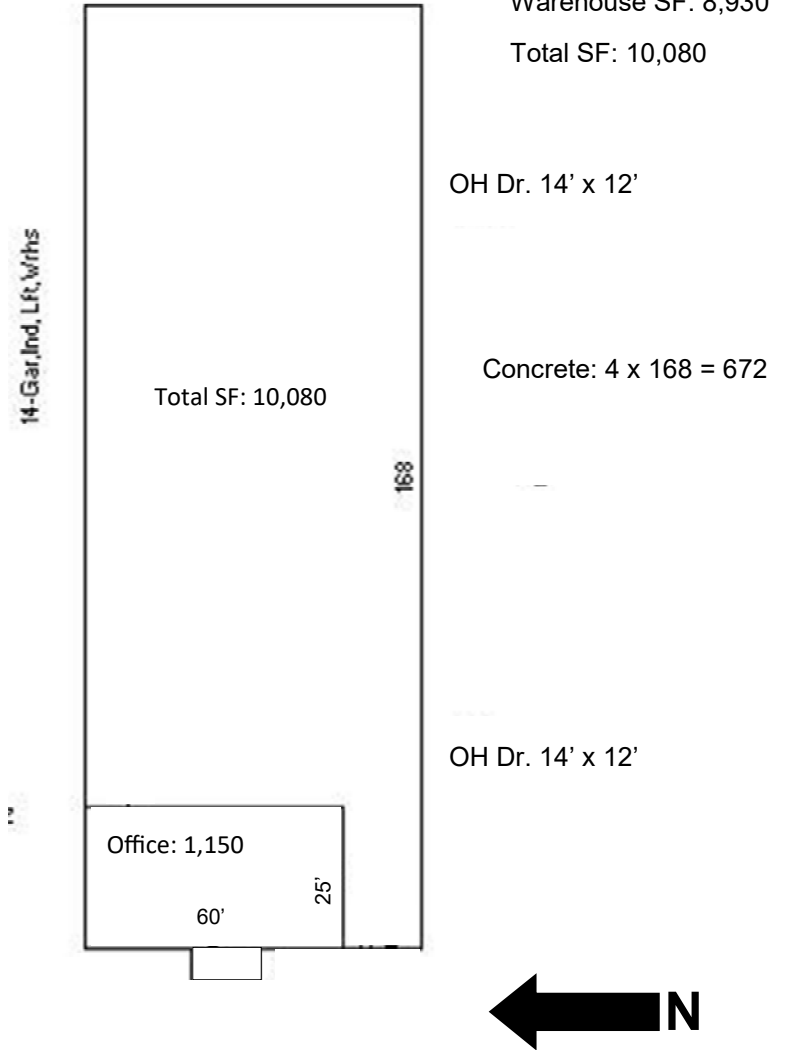 Warehouse SF: 8,930
Total SF: 10,080
OH Dr. 14’ x 12’
14-Gar,Ind, Lft,Wrhs
Concrete: 4 x 168 = 672
Total SF: 10,080
168
OH Dr. 14’ x 12’
Office: 1,150
25’
60’
N